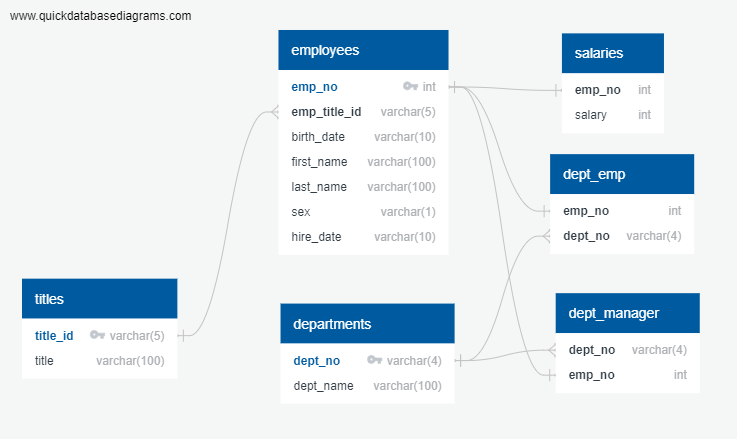 www.quickdatabasediagrams.com
employees
emp_no int
emp_title_id varchar(5)
birth_date varchar(10)
first_name varchar(100)
last_name varchar(100)
sex varchar(1)
hire_date varchar(10)
salaries
emp_no int
salary int
dept_emp
emp_no int
dept_no varchar(4)
titles
title_id varchar(5)
title varchar(100)
departments
dept_no varchar(4)
dept_name varchar(100)
dept_manager
dept_no varchar(4)
emp_no int